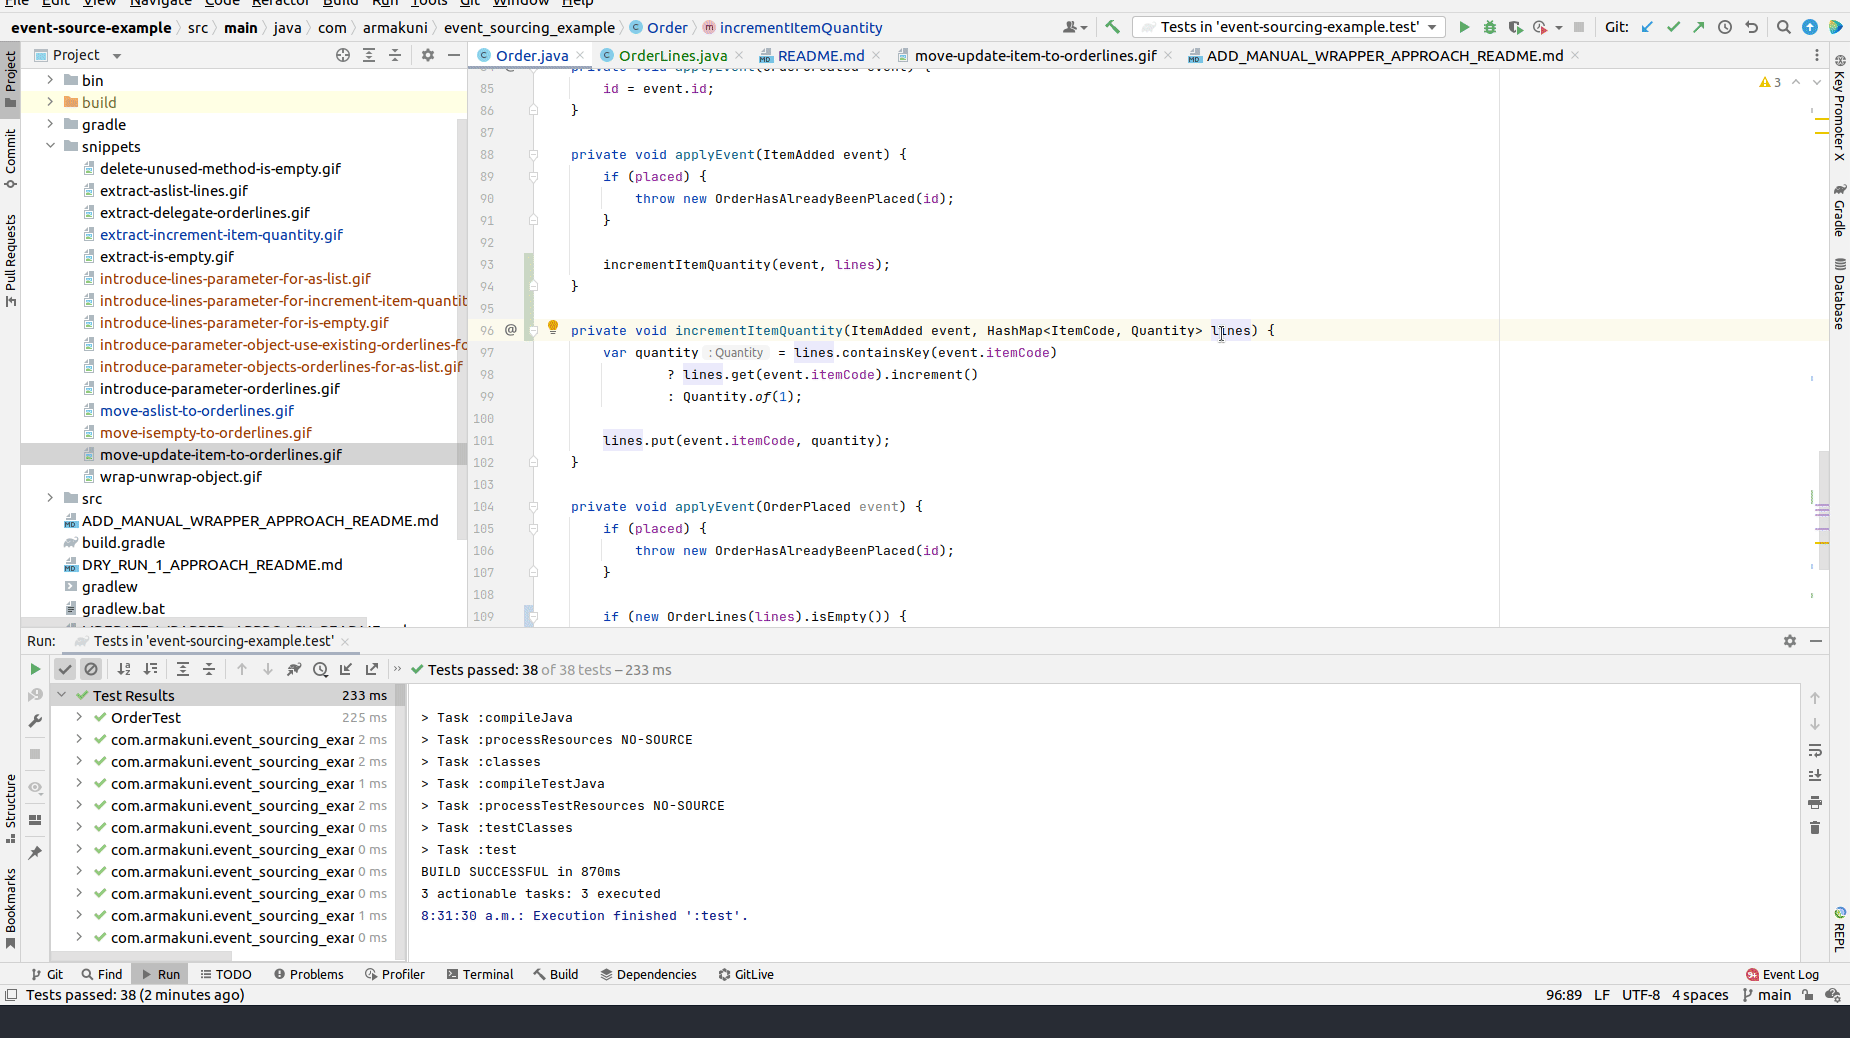 File Edit View Navigate Code Refactor Build Run Tools Git Window Help
event-source-example src main java com armakuni event_sourcing_example Order incrementItemQuantity
Tests in 'event-sourcing-example.test'
Git:
Project
Order.java
OrderLines.java
README.md
move-update-item-to-orderlines.gif
ADD_MANUAL_WRAPPER_APPROACH_README.md
Project
Commit
Pull Requests
Structure
Bookmarks
bin
build
gradle
snippets
delete-unused-method-is-empty.gif
extract-aslist-lines.gif
extract-delegate-orderlines.gif
extract-increment-item-quantity.gif
extract-is-empty.gif
introduce-lines-parameter-for-as-list.gif
introduce-lines-parameter-for-increment-item-quantit
introduce-lines-parameter-for-is-empty.gif
introduce-parameter-object-use-existing-orderlines-fo
introduce-parameter-objects-orderlines-for-as-list.gif
introduce-parameter-orderlines.gif
move-aslist-to-orderlines.gif
move-isempty-to-orderlines.gif
move-update-item-to-orderlines.gif
wrap-unwrap-object.gif
src
ADD_MANUAL_WRAPPER_APPROACH_README.md
build.gradle
DRY_RUN_1_APPROACH_README.md
gradlew
gradlew.bat
private void applyEvent(OrderCreated event) {
85 id = event.id;
86 }
87
88 private void applyEvent(ItemAdded event) {
89 if (placed) {
90 throw new OrderHasAlreadyBeenPlaced(id);
91 }
92
93 incrementItemQuantity(event, lines);
94 }
95
96 @ private void incrementItemQuantity(ItemAdded event, HashMap<ItemCode, Quantity> lines) {
97 var quantity : Quantity = lines.containsKey(event.itemCode)
98 ? lines.get(event.itemCode).increment()
99 : Quantity.of(1);
100
101 lines.put(event.itemCode, quantity);
102 }
103
104 private void applyEvent(OrderPlaced event) {
105 if (placed) {
106 throw new OrderHasAlreadyBeenPlaced(id);
107 }
108
109 if (new OrderLines(lines).isEmpty()) {
3
Key Promoter X
Gradle
Database
REPL
Run: Tests in 'event-sourcing-example.test'
Tests passed: 38 of 38 tests – 233 ms
Test Results 233 ms
OrderTest 225 ms
com.armakuni.event_sourcing_exar 2 ms
com.armakuni.event_sourcing_exar 2 ms
com.armakuni.event_sourcing_exar 1 ms
com.armakuni.event_sourcing_exar 2 ms
com.armakuni.event_sourcing_exar 0 ms
com.armakuni.event_sourcing_exar 0 ms
com.armakuni.event_sourcing_exar 0 ms
com.armakuni.event_sourcing_exar 0 ms
com.armakuni.event_sourcing_exar 1 ms
com.armakuni.event_sourcing_exar 0 ms
> Task :compileJava
> Task :processResources NO-SOURCE
> Task :classes
> Task :compileTestJava
> Task :processTestResources NO-SOURCE
> Task :testClasses
> Task :test
BUILD SUCCESSFUL in 870ms
3 actionable tasks: 3 executed
8:31:30 a.m.: Execution finished ':test'.
Git Find Run TODO Problems Profiler Terminal Build Dependencies GitLive Event Log
Tests passed: 38 (2 minutes ago)
96:89 LF UTF-8 4 spaces main